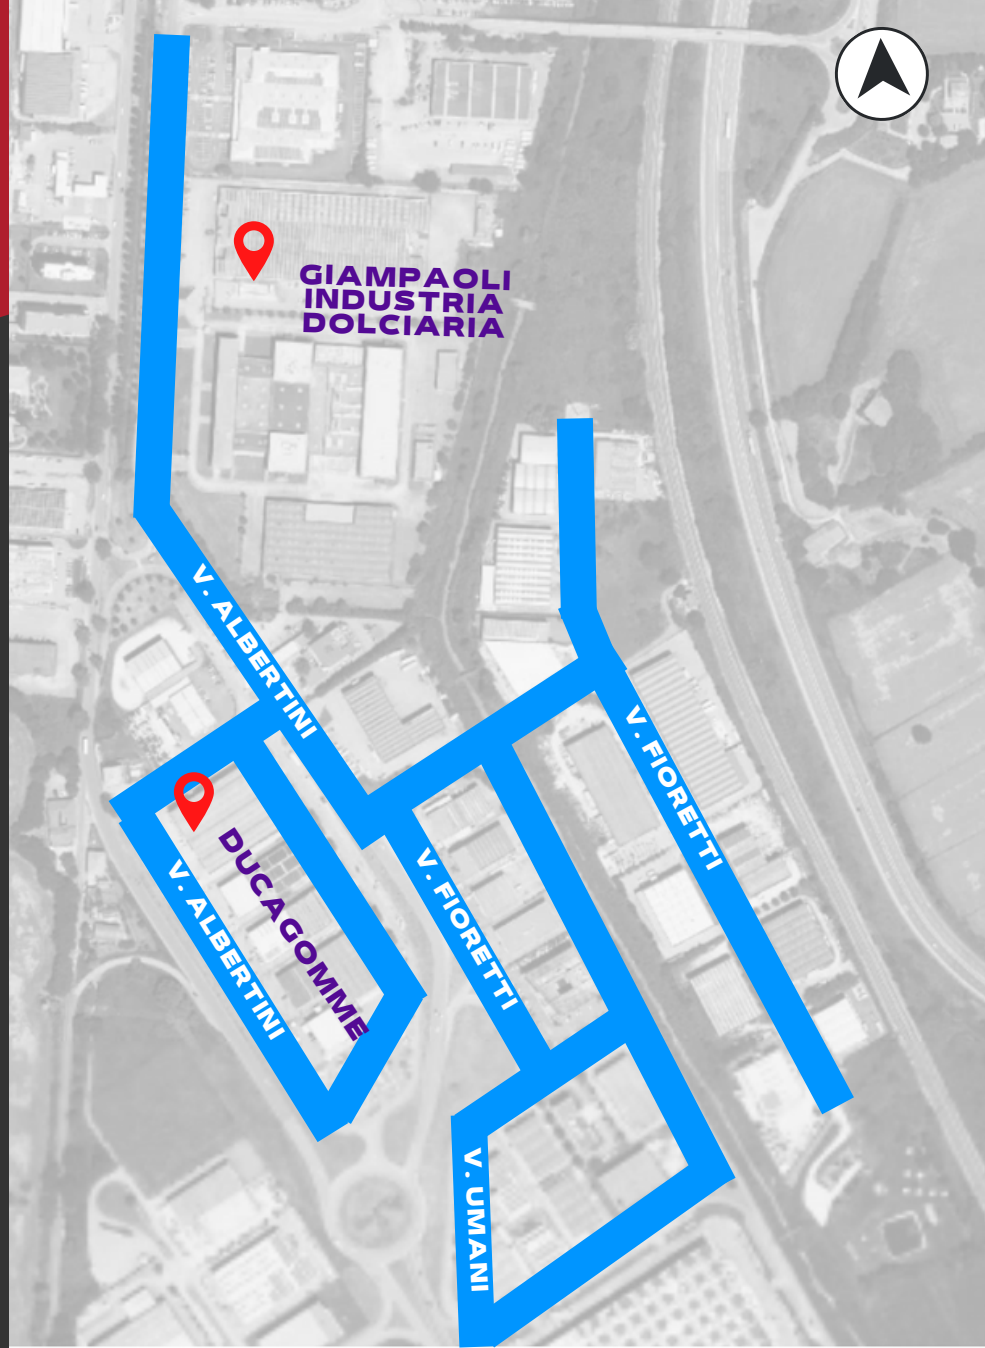 GIAMPAOLI
INDUSTRIA
DOLCIARIA
V. ALBERTINI
V. FIORETTI
DUCAGOMME
V. ALBERTINI
V. FIORETTI
V. UMANI